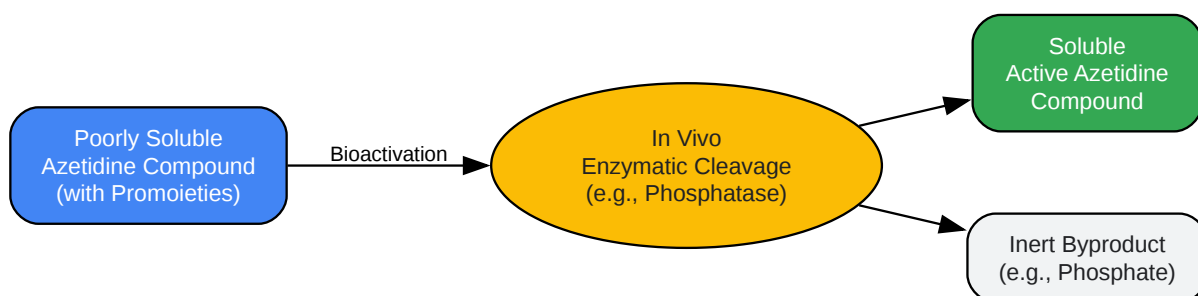 Poorly Soluble
Azetidine Compound
(with Promoieties)
Bioactivation
In Vivo
Enzymatic Cleavage
(e.g., Phosphatase)
Soluble
Active Azetidine
Compound
Inert Byproduct
(e.g., Phosphate)